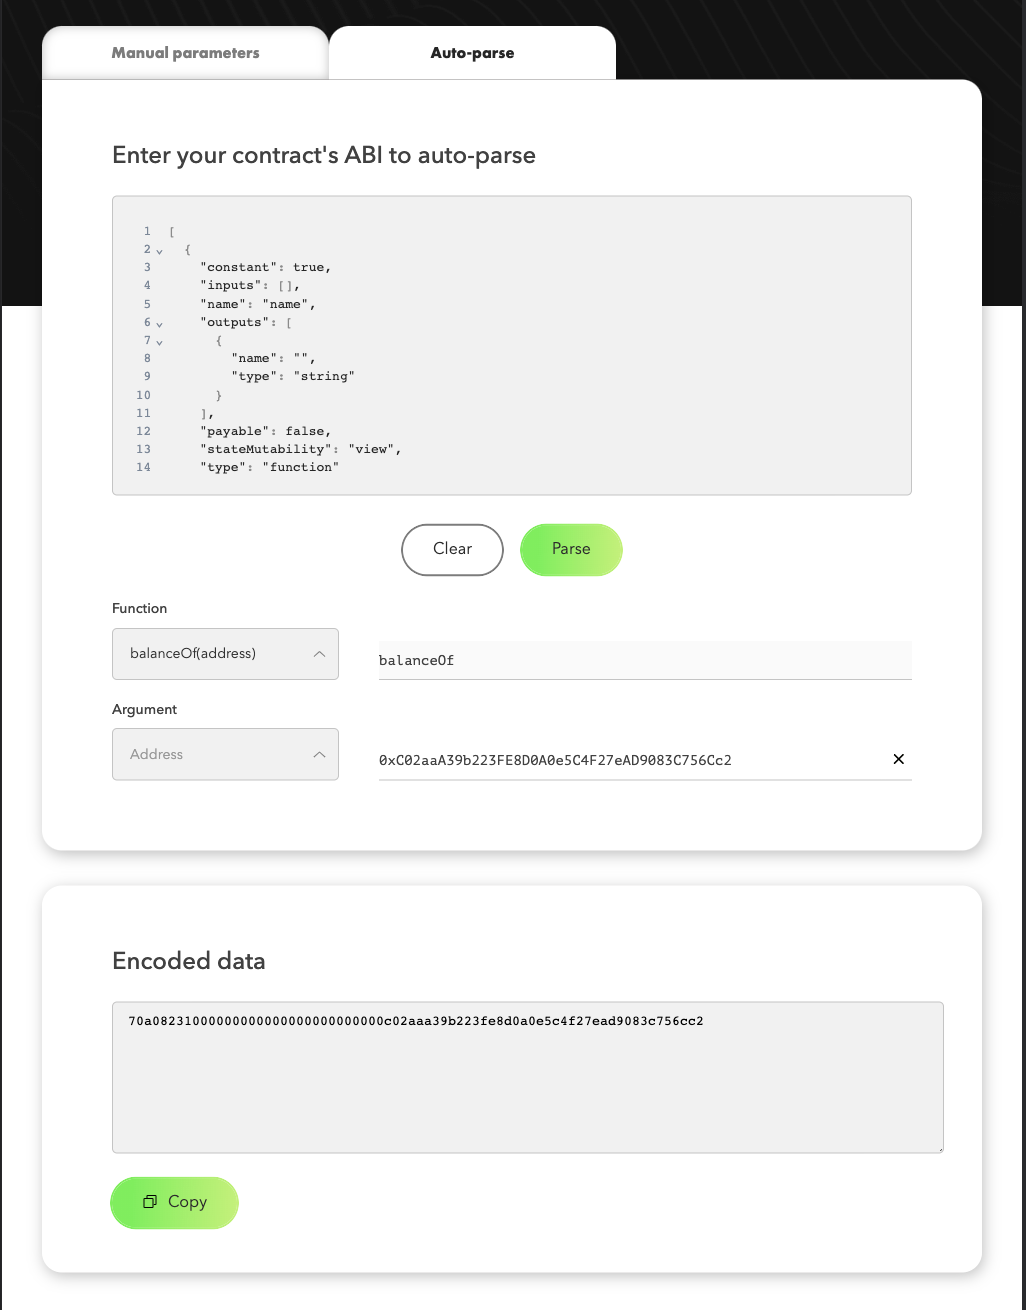 Manual parameters
Auto-parse
Enter your contract's ABI to auto-parse
1 [
2 {
3 "constant": true,
4 "inputs": [],
5 "name": "name",
6 "outputs": [
7 {
8 "name": "",
9 "type": "string"
10 }
11 ],
12 "payable": false,
13 "stateMutability": "view",
14 "type": "function"
Clear
Parse
Function
balanceOf(address)
balanceOf
Argument
Address
0xC02aaA39b223FE8D0A0e5C4F27eAD9083C756Cc2
Encoded data
70a08231000000000000000000000000c02aaa39b223fe8d0a0e5c4f27ead9083c756cc2
Copy